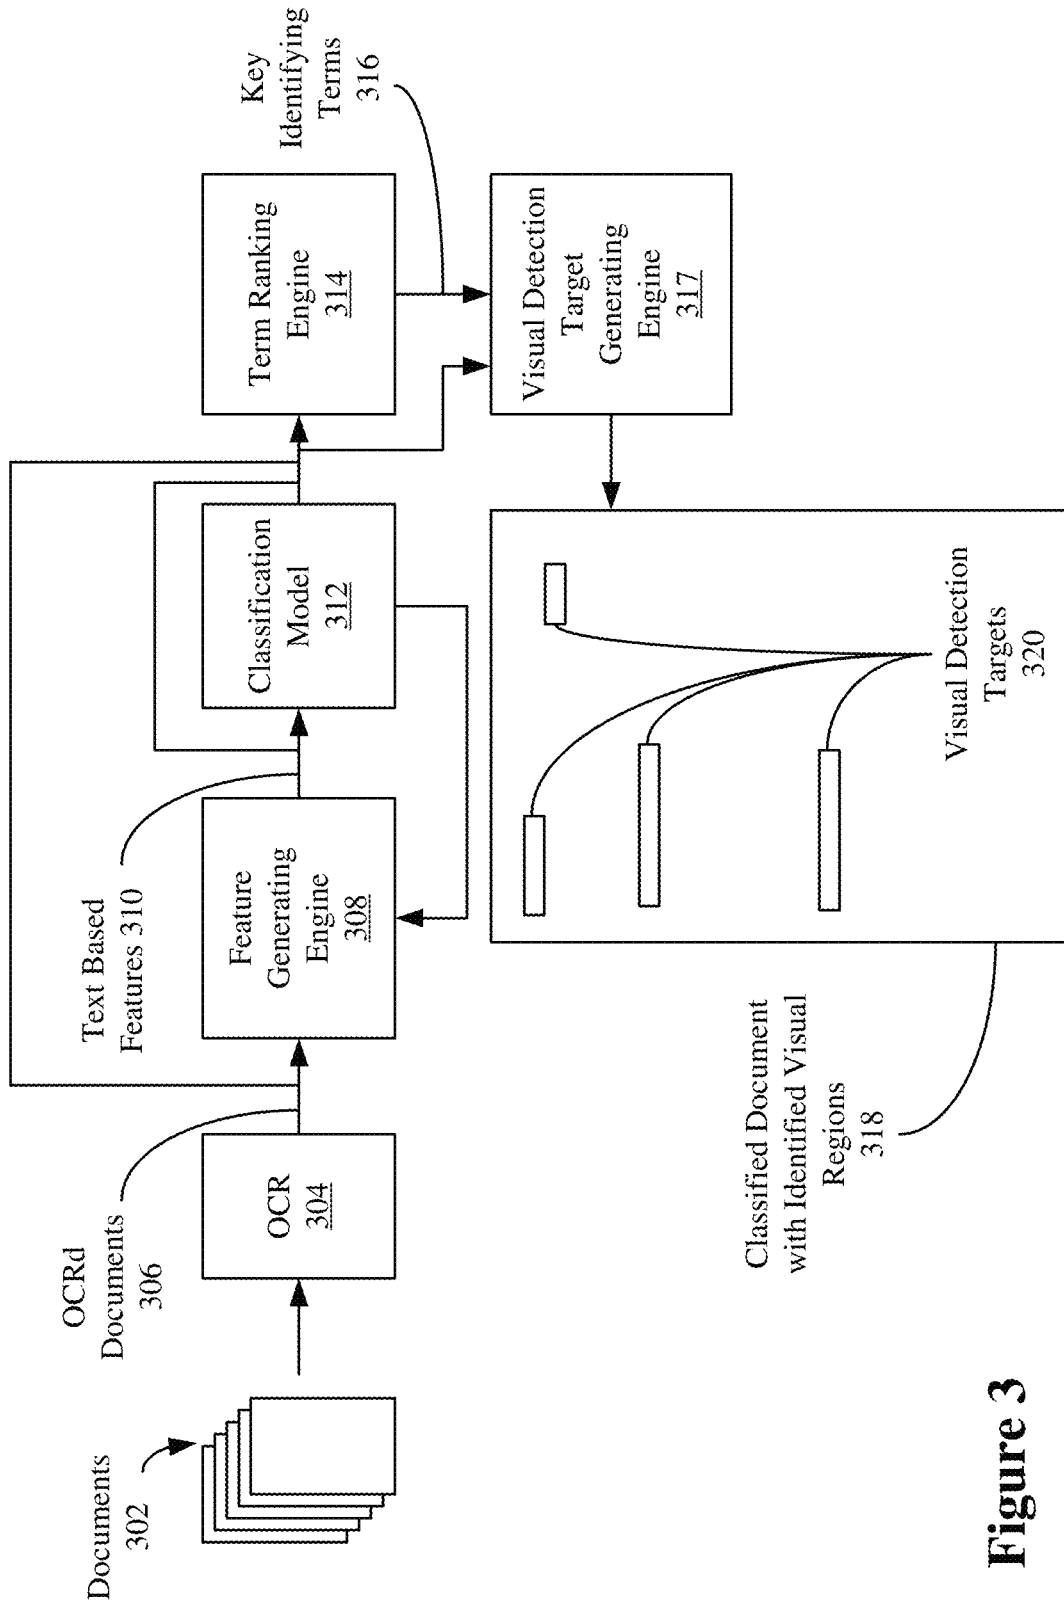 Documents
302
OCRd
Documents
306
OCR
304
Text Based
Features 310
Feature
Generating
Engine
308
Classification
Model
312
Term Ranking
Engine
314
Key
Identifying
Terms
316
Visual Detection
Target
Generating
Engine
317
Classified Document
with Identified Visual
Regions
318
Visual Detection
Targets
320
Figure 3